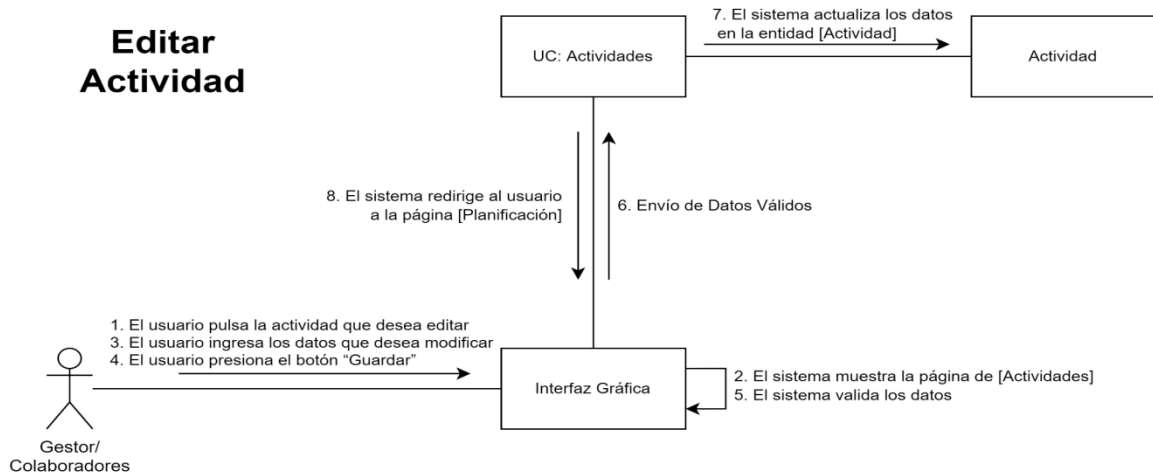 Editar
Actividad
UC: Actividades
7. El sistema actualiza los datos
en la entidad [Actividad]
Actividad
8. El sistema redirige al usuario
a la página [Planificación]
6. Envío de Datos Válidos
1. El usuario pulsa la actividad que desea editar
3. El usuario ingresa los datos que desea modificar
4. El usuario presiona el botón “Guardar”
Interfaz Gráfica
2. El sistema muestra la página de [Actividades]
5. El sistema valida los datos
Gestor/
Colaboradores